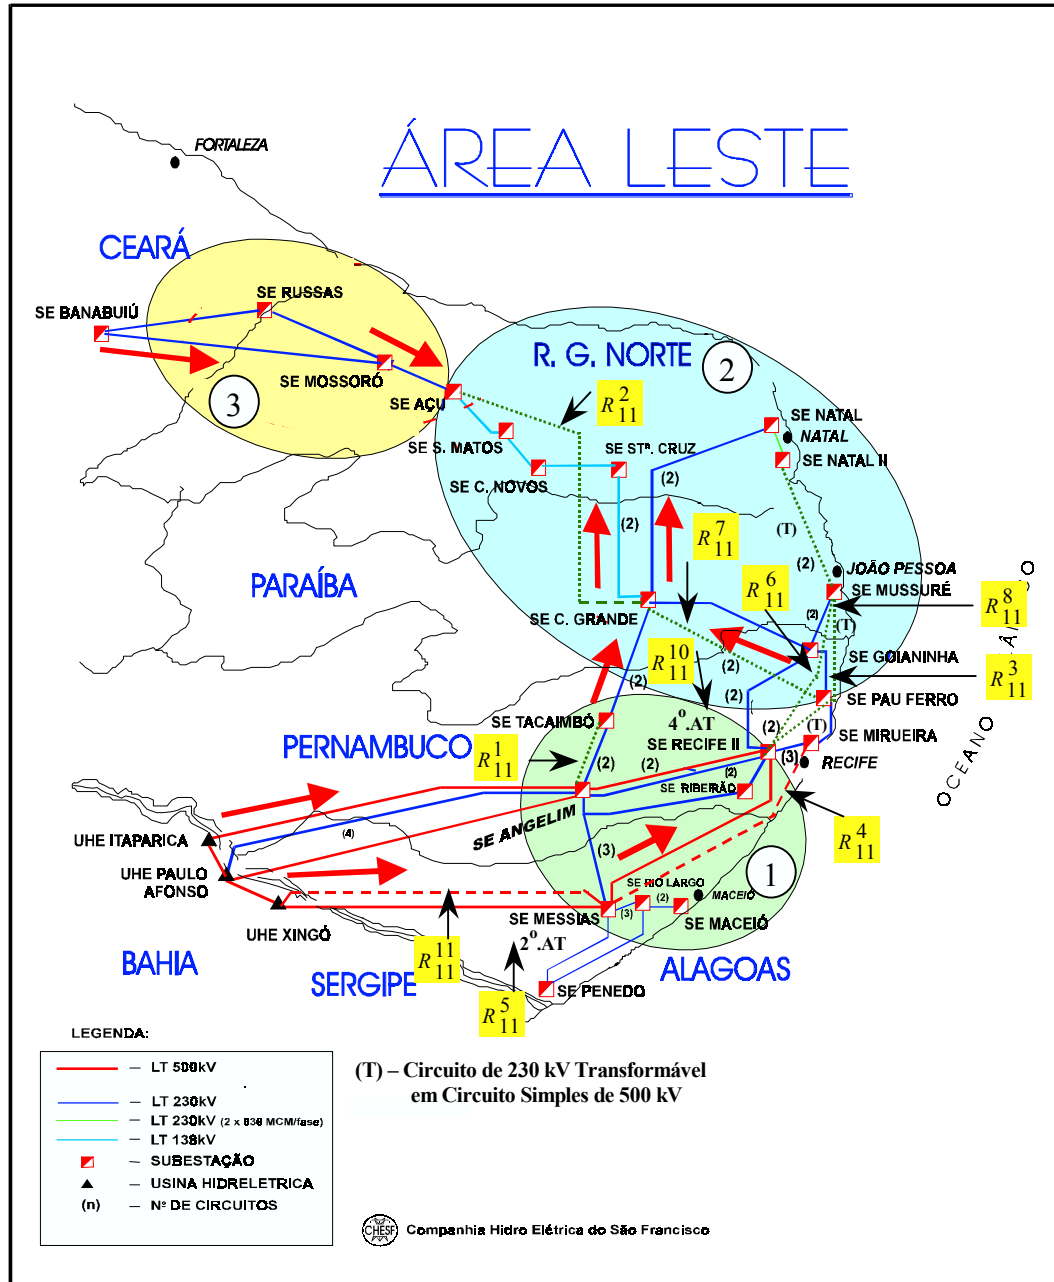 ÁREA LESTE
FORTALEZA
CEARÁ
SE RUSSAS
SE BANABUIÚ
R. G. NORTE
2
SE MOSSORÓ
3
SE AÇU
R 2 11
SE NATAL
NATAL
SE S. MATOS
SE STª. CRUZ
SE NATAL II
SE C. NOVOS
(2)
(2)
R 7 11
(T)
PARAÍBA
(2)
JOÃO PESSOA
R 6 11
SE MUSSURÉ
SE C. GRANDE
(2)
(T)
R 8 11
R 10 11
(2)
SE GOIANINHA
R 3 11
(2)
(2)
SE PAU FERRO
SE TACAIMBÓ
4º.AT
(T)
PERNAMBUCO
SE RECIFE II
(2)
SE MIRUEIRA
R 1 11
(2)
(2)
(2)
(3)
RECIFE
OCEANO
SE RIBEIRÃO
SE ANGELIM
(4)
UHE ITAPARICA
R 4 11
(3)
UHE PAULO
AFONSO
1
SE RIO LARGO
MACEIÓ
(2)
SE MESSIAS
(3)
SE MACEIÓ
UHE XINGÓ
2º.AT
BAHIA
R 11 11
ALAGOAS
SERGIPE
R 5 11
SE PENEDO
LEGENDA:
— LT 500kV
— LT 230kV
— LT 230kV (2 x 636 MCM/fase)
— LT 138kV
— SUBESTAÇÃO
— USINA HIDRELETRICA
(n) — Nº DE CIRCUITOS
(T) – Circuito de 230 kV Transformável
em Circuito Simples de 500 kV
CHESF
Companhia Hidro Elétrica do São Francisco